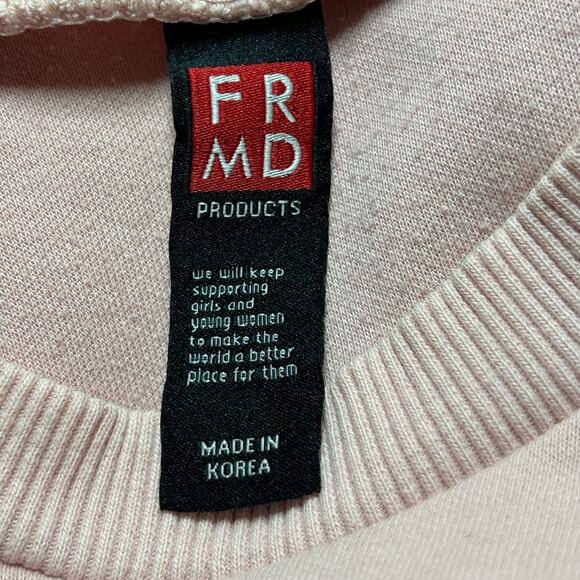 FR
MD
PRODUCTS
we will keep
supporting
girls and
young women
to make the
world a better
place for them
MADE IN
KOREA